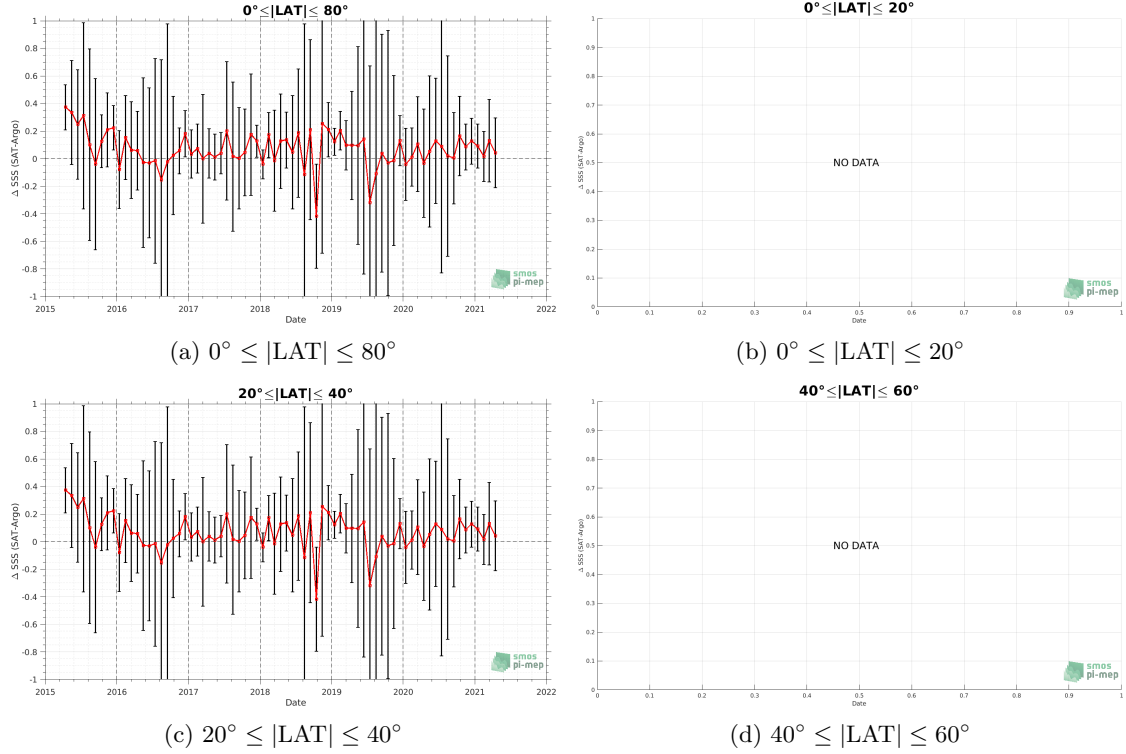 0°≤|LAT|≤ 80°
Δ SSS (SAT-Argo)
1
0.8
0.6
0.4
0.2
0
-0.2
-0.4
-0.6
-0.8
-1
2015 2016 2017 2018 2019 2020 2021 2022
Date
smos
pi-mep
(a) 0° ≤ |LAT| ≤ 80°
0°≤|LAT|≤ 20°
Δ SSS (SAT-Argo)
1
0.9
0.8
0.7
0.6
0.5
0.4
0.3
0.2
0.1
0
NO DATA
0 0.1 0.2 0.3 0.4 0.5 0.6 0.7 0.8 0.9 1
Date
smos
pi-mep
(b) 0° ≤ |LAT| ≤ 20°
20°≤|LAT|≤ 40°
Δ SSS (SAT-Argo)
1
0.8
0.6
0.4
0.2
0
-0.2
-0.4
-0.6
-0.8
-1
2015 2016 2017 2018 2019 2020 2021 2022
Date
smos
pi-mep
(c) 20° ≤ |LAT| ≤ 40°
40°≤|LAT|≤ 60°
Δ SSS (SAT-Argo)
1
0.9
0.8
0.7
0.6
0.5
0.4
0.3
0.2
0.1
0
NO DATA
0 0.1 0.2 0.3 0.4 0.5 0.6 0.7 0.8 0.9 1
Date
smos
pi-mep
(d) 40° ≤ |LAT| ≤ 60°